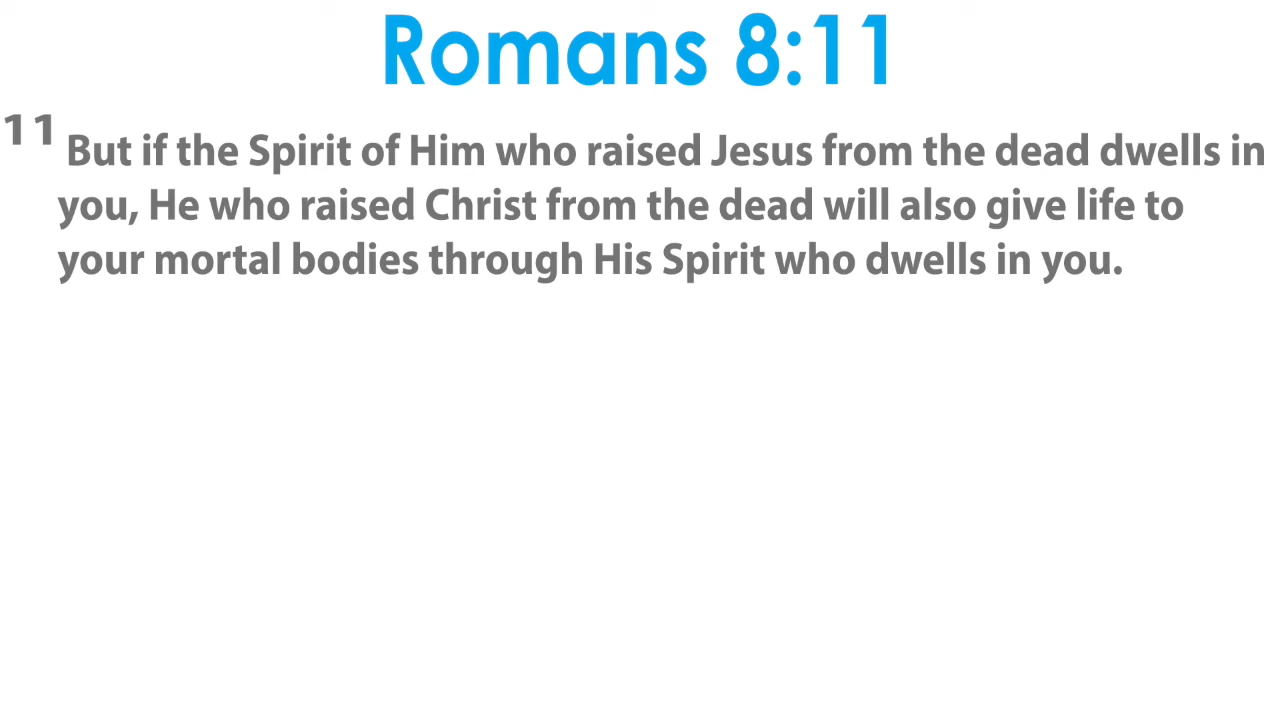 Romans 8:11
11 But if the Spirit of Him who raised Jesus from the dead dwells in
you, He who raised Christ from the dead will also give life to
your mortal bodies through His Spirit who dwells in you.